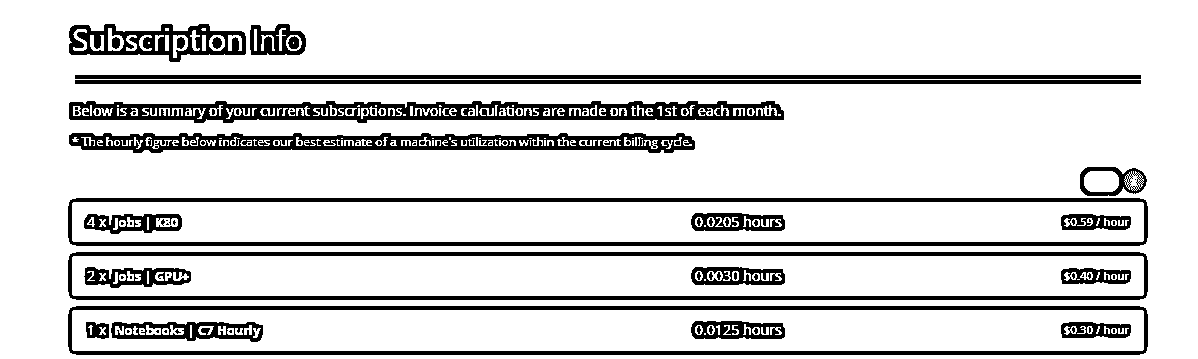 Subscription Info
Below is a summary of your current subscriptions. Invoice calculations are made on the 1st of each month.
* The hourly figure below indicates our best estimate of a machine's utilization within the current billing cycle.
4 x Jobs | K80 0.0205 hours $0.59 / hour
2 x Jobs | GPU+ 0.0030 hours $0.40 / hour
1 x Notebooks | C7 Hourly 0.0125 hours $0.30 / hour